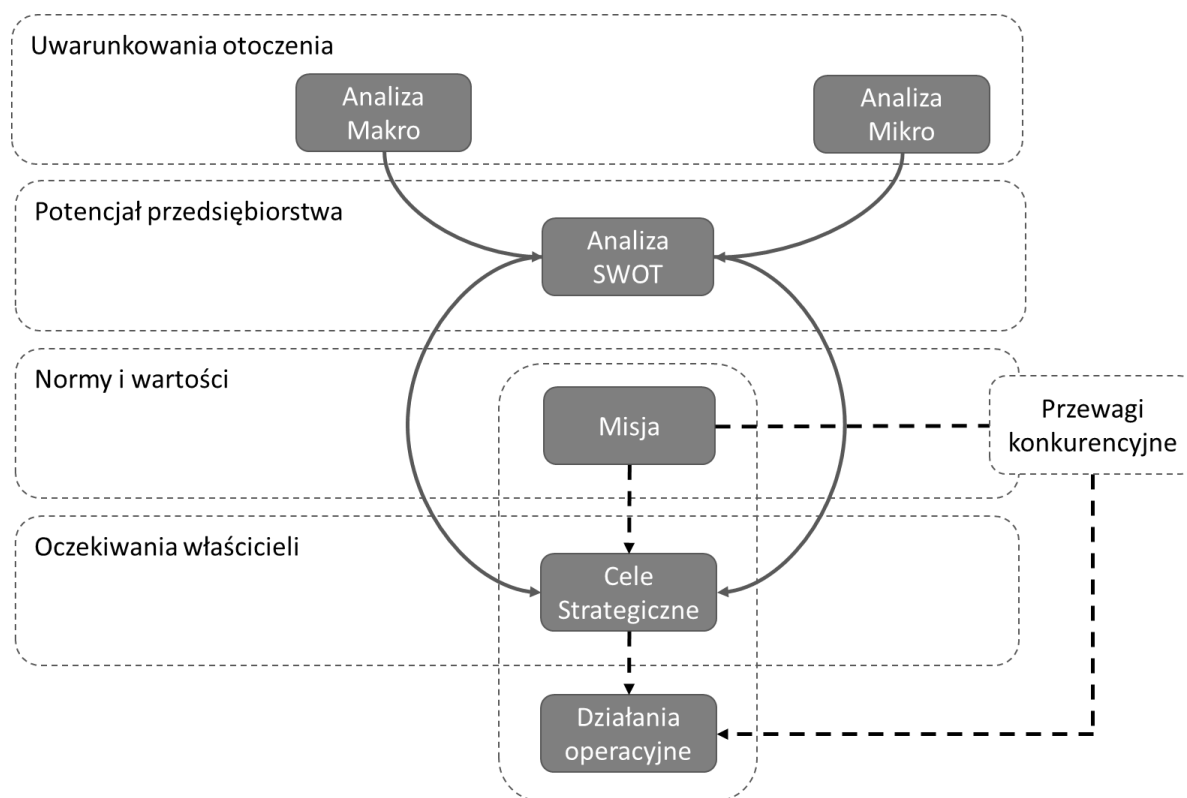 Uwarunkowania otoczenia
Analiza
Makro
Analiza
Mikro
Potencjał przedsiębiorstwa
Analiza
SWOT
Normy i wartości
Misja
Przewagi
konkurencyjne
Oczekiwania właścicieli
Cele
Strategiczne
Działania
operacyjne